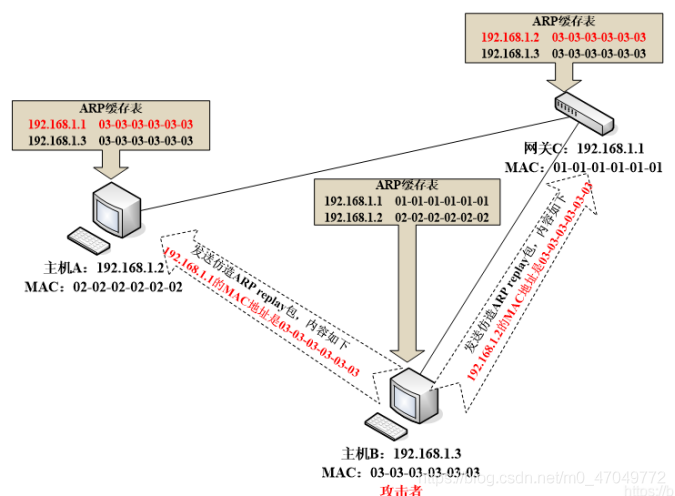 ARP缓存表
192.168.1.2 03-03-03-03-03-03
192.168.1.3 03-03-03-03-03-03
ARP缓存表
192.168.1.1 03-03-03-03-03-03
192.168.1.3 03-03-03-03-03-03
网关C：192.168.1.1
MAC：01-01-01-01-01-01
ARP缓存表
192.168.1.1 01-01-01-01-01-01
192.168.1.2 02-02-02-02-02-02
主机A：192.168.1.2
MAC：02-02-02-02-02-02
发送仿造ARP replay包，内容如下
192.168.1.1的MAC地址是03-03-03-03-03-03
发送仿造ARP replay包，内容如下
192.168.1.2的MAC地址是03-03-03-03-03-03
主机B：192.168.1.3
MAC：03-03-03-03-03-03
攻击者
https://blog.csdn.net/m0_47049772
https://b